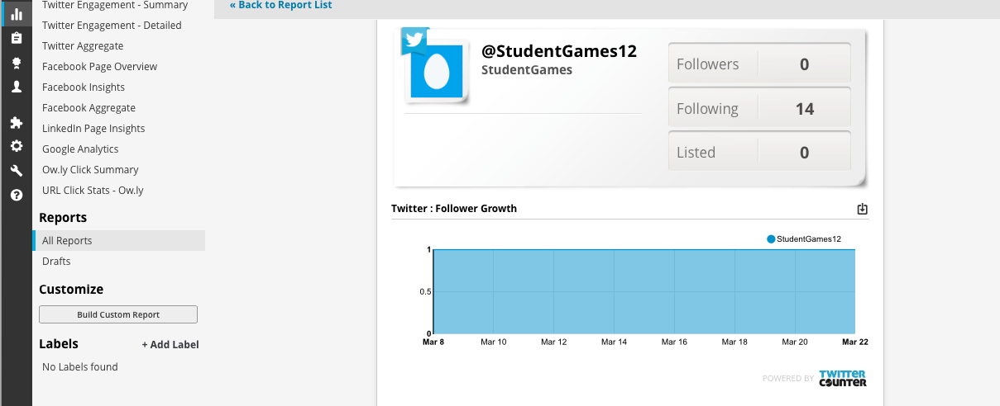 Twitter Engagement - Summary
Twitter Engagement - Detailed
Twitter Aggregate
Facebook Page Overview
Facebook Insights
Facebook Aggregate
LinkedIn Page Insights
Google Analytics
Ow.ly Click Summary
URL Click Stats - Ow.ly
Reports
All Reports
Drafts
Customize
Build Custom Report
Labels + Add Label
No Labels found
« Back to Report List
@StudentGames12
StudentGames
Followers 0
Following 14
Listed 0
Twitter : Follower Growth
StudentGames12
1
0.5
0
Mar 8 Mar 10 Mar 12 Mar 14 Mar 16 Mar 18 Mar 20 Mar 22
POWERED BY TWITTER COUNTER